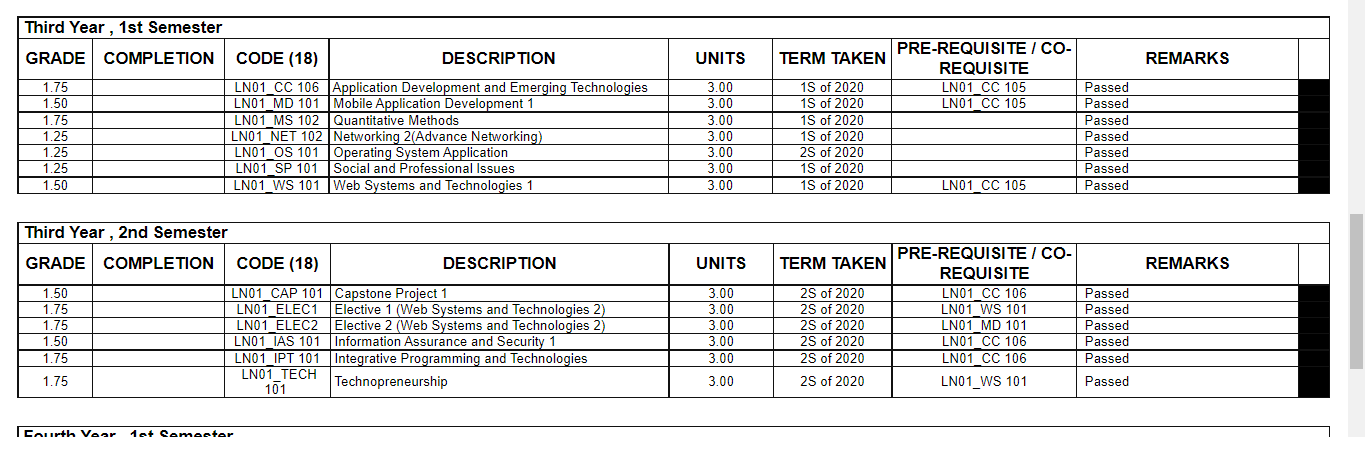 Third Year , 1st Semester
GRADE COMPLETION CODE (18) DESCRIPTION UNITS TERM TAKEN PRE-REQUISITE / CO-REQUISITE REMARKS
1.75 LN01_CC 106 Application Development and Emerging Technologies 3.00 1S of 2020 LN01_CC 105 Passed
1.50 LN01_MD 101 Mobile Application Development 1 3.00 1S of 2020 LN01_CC 105 Passed
1.75 LN01_MS 102 Quantitative Methods 3.00 1S of 2020 Passed
1.25 LN01_NET 102 Networking 2(Advance Networking) 3.00 1S of 2020 Passed
1.25 LN01_OS 101 Operating System Application 3.00 2S of 2020 Passed
1.25 LN01_SP 101 Social and Professional Issues 3.00 1S of 2020 Passed
1.50 LN01_WS 101 Web Systems and Technologies 1 3.00 1S of 2020 LN01_CC 105 Passed
Third Year , 2nd Semester
GRADE COMPLETION CODE (18) DESCRIPTION UNITS TERM TAKEN PRE-REQUISITE / CO-REQUISITE REMARKS
1.50 LN01_CAP 101 Capstone Project 1 3.00 2S of 2020 LN01_CC 106 Passed
1.75 LN01_ELEC1 Elective 1 (Web Systems and Technologies 2) 3.00 2S of 2020 LN01_WS 101 Passed
1.75 LN01_ELEC2 Elective 2 (Web Systems and Technologies 2) 3.00 2S of 2020 LN01_MD 101 Passed
1.50 LN01_IAS 101 Information Assurance and Security 1 3.00 2S of 2020 LN01_CC 106 Passed
1.75 LN01_IPT 101 Integrative Programming and Technologies 3.00 2S of 2020 LN01_CC 106 Passed
1.75 LN01_TECH 101 Technopreneurship 3.00 2S of 2020 LN01_WS 101 Passed
Fourth Year , 1st Semester